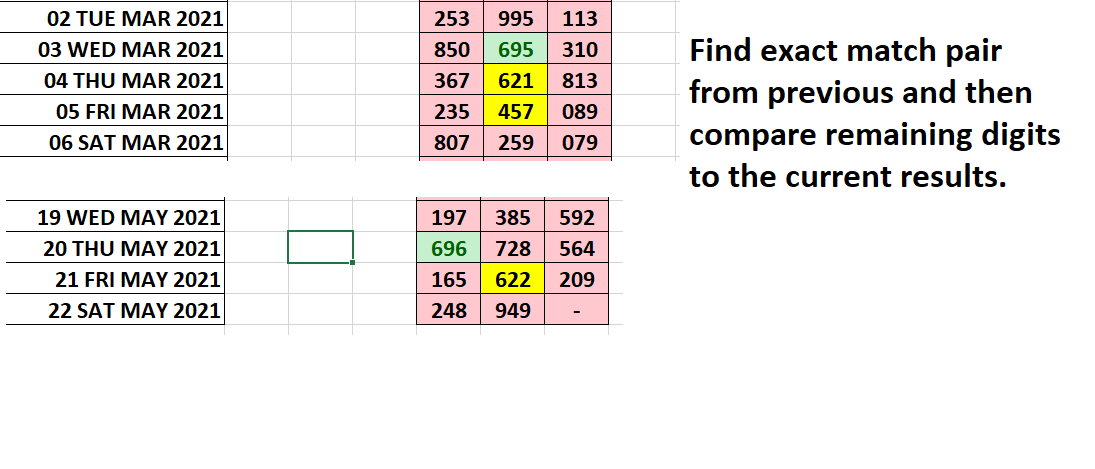 02 TUE MAR 2021 253 995 113
03 WED MAR 2021 850 695 310
04 THU MAR 2021 367 621 813
05 FRI MAR 2021 235 457 089
06 SAT MAR 2021 807 259 079
Find exact match pair
from previous and then
compare remaining digits
to the current results.
19 WED MAY 2021 197 385 592
20 THU MAY 2021 696 728 564
21 FRI MAY 2021 165 622 209
22 SAT MAY 2021 248 949 -